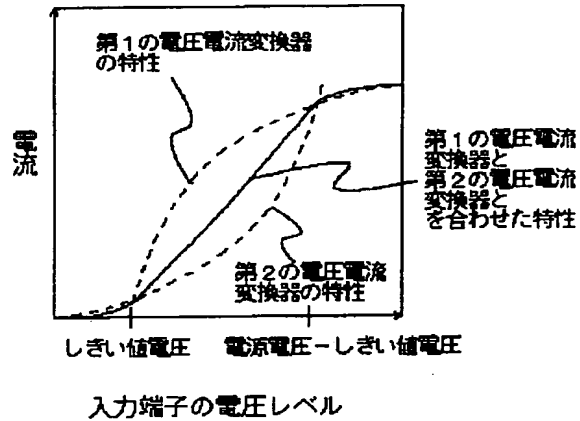 第1の電圧電流変換器
の特性
電流
第1の電圧電流
変換器と
第2の電圧電流
変換器と
を合わせた特性
第2の電圧電流
変換器の特性
しきい値電圧
電源電圧－しきい値電圧
入力端子の電圧レベル